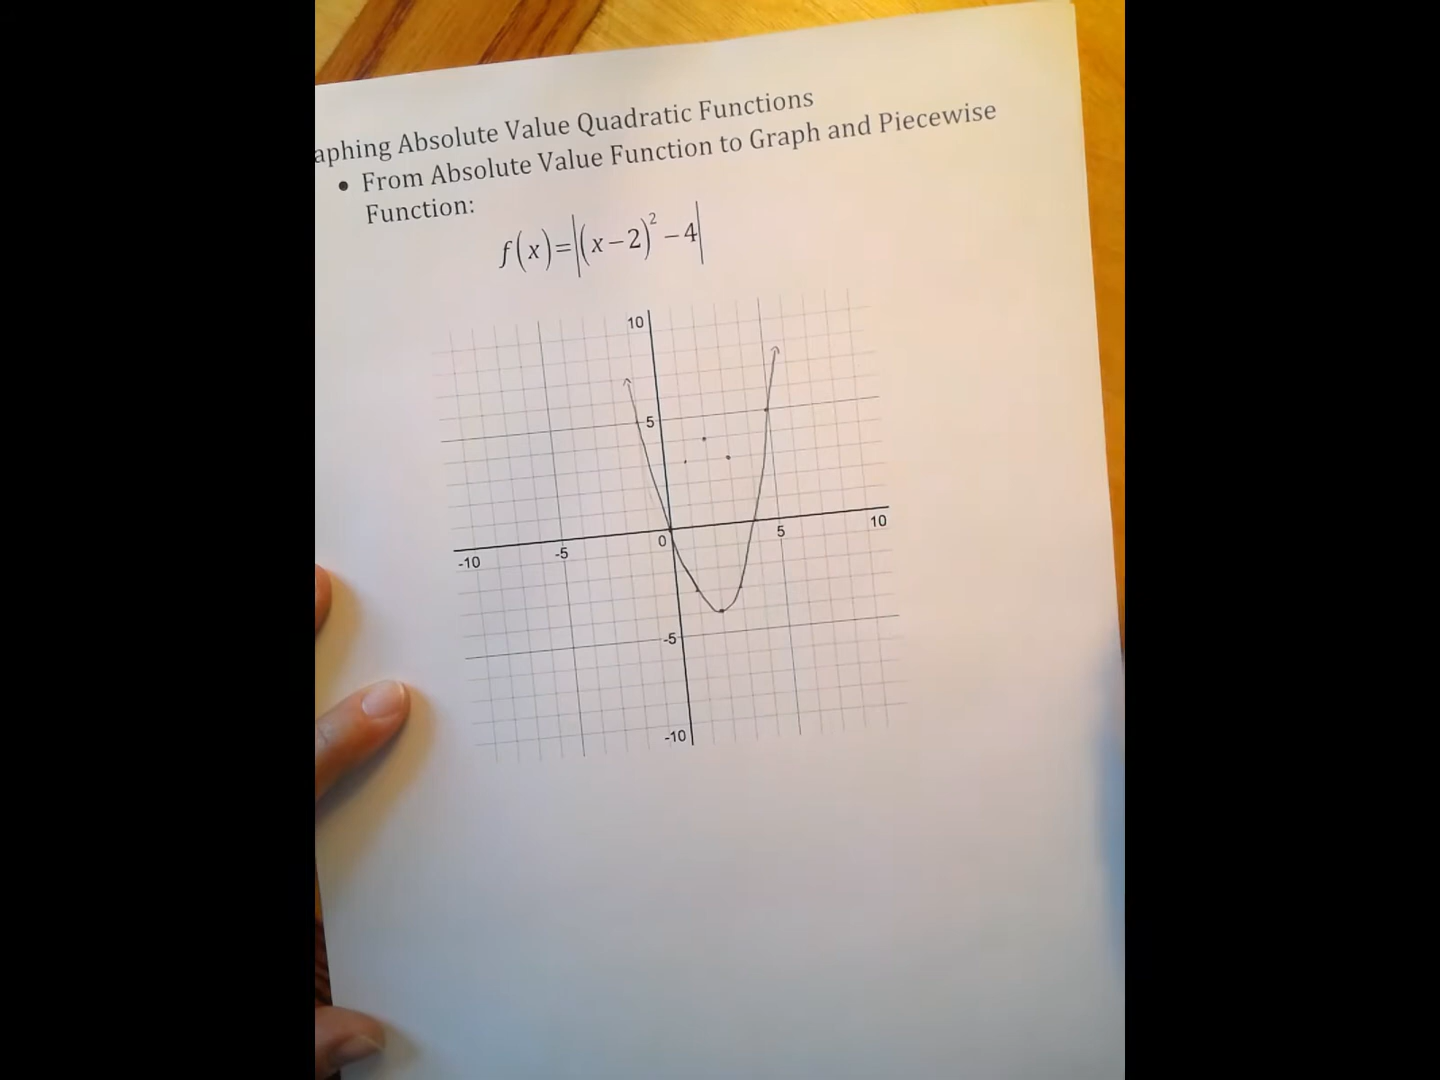 aphing Absolute Value Quadratic Functions
• From Absolute Value Function to Graph and Piecewise
Function:
f(x)=|(x−2)²−4|
10
5
-10
-5
0
5
10
-5
-10